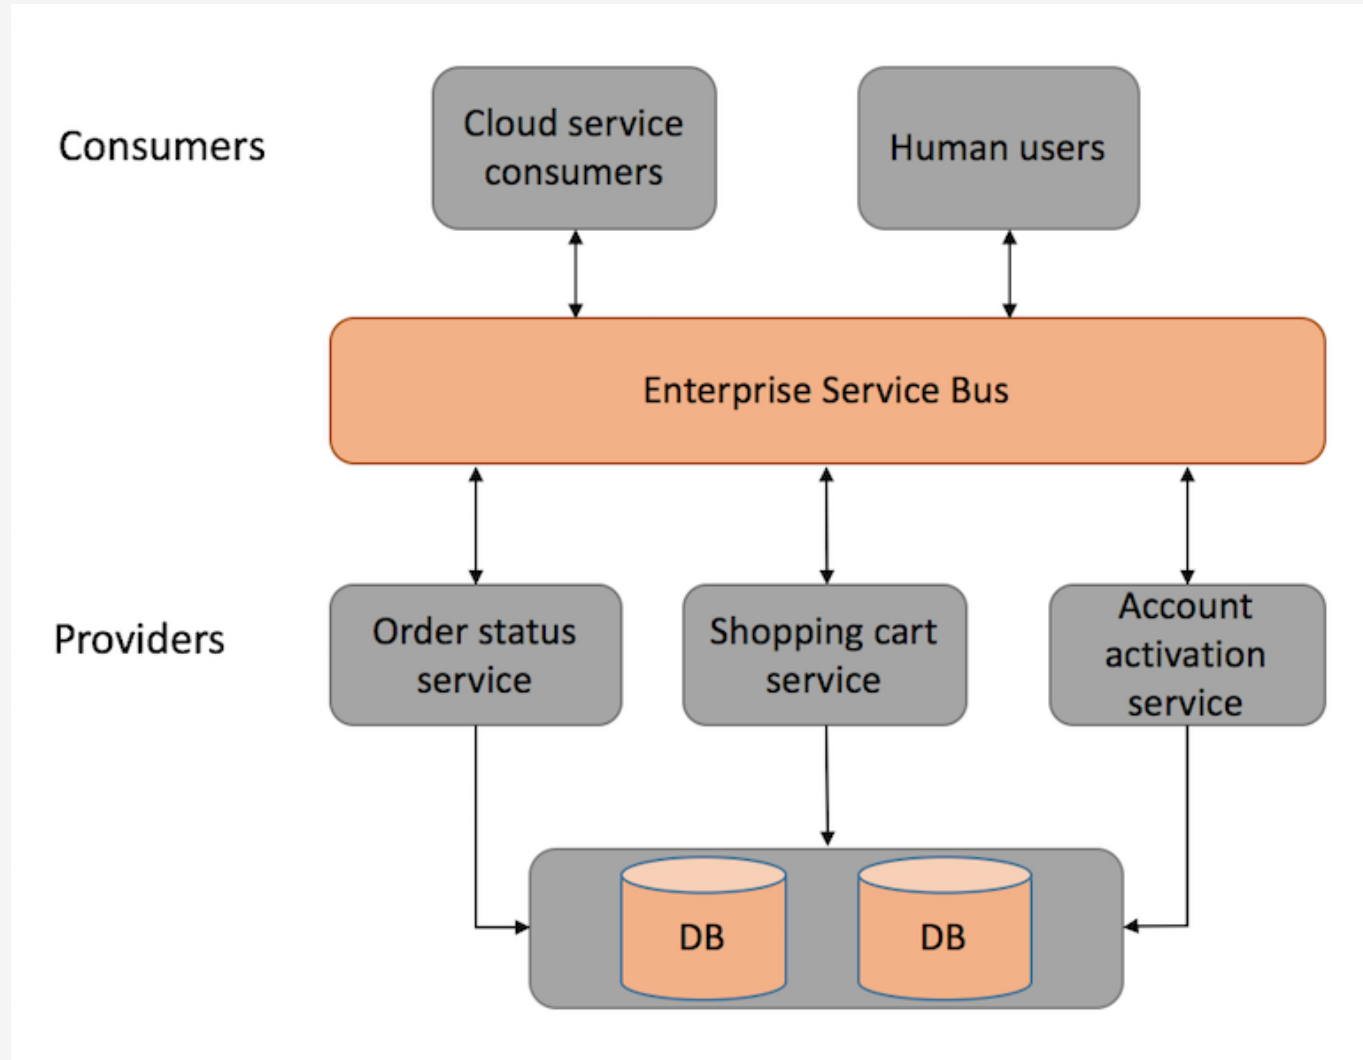 Consumers
Cloud service
consumers
Human users
Enterprise Service Bus
Providers
Order status
service
Shopping cart
service
Account
activation
service
DB
DB